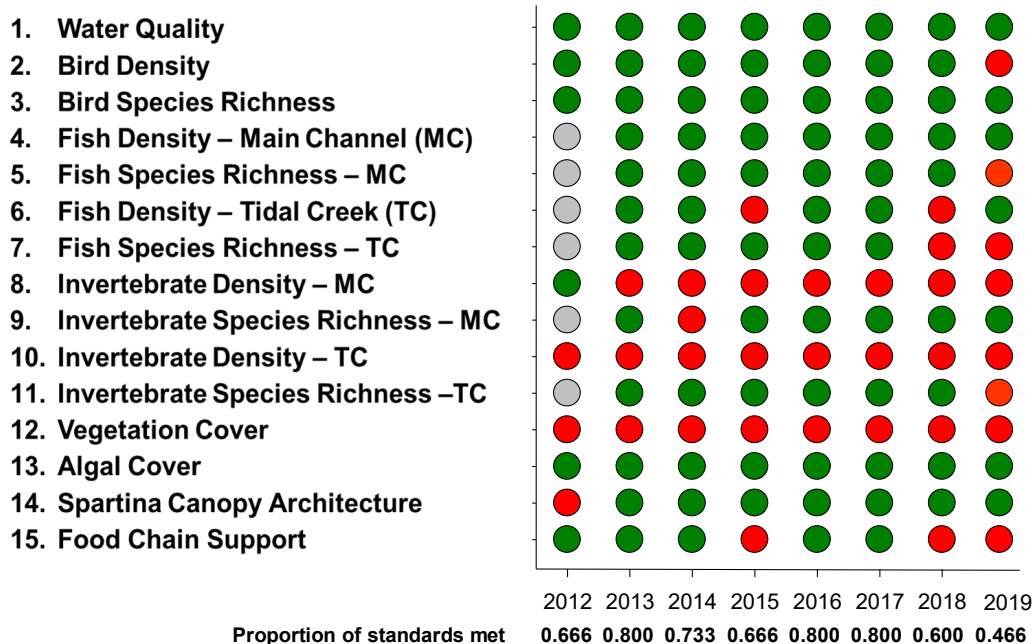 1. Water Quality
2. Bird Density
3. Bird Species Richness
4. Fish Density – Main Channel (MC)
5. Fish Species Richness – MC
6. Fish Density – Tidal Creek (TC)
7. Fish Species Richness – TC
8. Invertebrate Density – MC
9. Invertebrate Species Richness – MC
10. Invertebrate Density – TC
11. Invertebrate Species Richness –TC
12. Vegetation Cover
13. Algal Cover
14. Spartina Canopy Architecture
15. Food Chain Support
2012 2013 2014 2015 2016 2017 2018 2019
Proportion of standards met 0.666 0.800 0.733 0.666 0.800 0.800 0.600 0.466